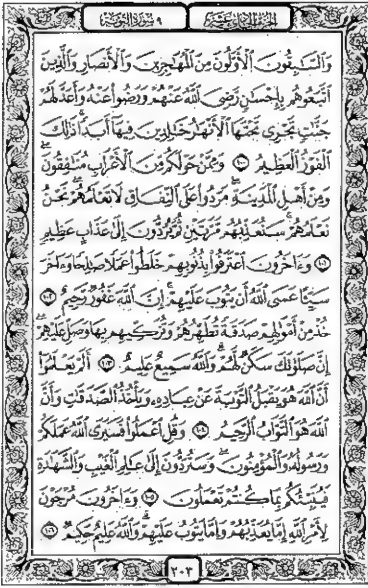 الجزء الحادي عشر ٩ سورة التوبة
وَٱلسَّٰبِقُونَ ٱلْأَوَّلُونَ مِنَ ٱلْمُهَٰجِرِينَ وَٱلْأَنصَارِ وَٱلَّذِينَ
ٱتَّبَعُوهُم بِإِحْسَٰنٍ رَّضِىَ ٱللَّهُ عَنْهُمْ وَرَضُوا۟ عَنْهُ وَأَعَدَّ لَهُمْ
جَنَّٰتٍ تَجْرِى تَحْتَهَا ٱلْأَنْهَٰرُ خَٰلِدِينَ فِيهَآ أَبَدًا ۚ ذَٰلِكَ
ٱلْفَوْزُ ٱلْعَظِيمُ ١٠٠ وَمِمَّنْ حَوْلَكُم مِّنَ ٱلْأَعْرَابِ مُنَٰفِقُونَ ۖ
وَمِنْ أَهْلِ ٱلْمَدِينَةِ ۖ مَرَدُوا۟ عَلَى ٱلنِّفَاقِ لَا تَعْلَمُهُمْ ۖ نَحْنُ
نَعْلَمُهُمْ ۚ سَنُعَذِّبُهُم مَّرَّتَيْنِ ثُمَّ يُرَدُّونَ إِلَىٰ عَذَابٍ عَظِيمٍ
١٠١ وَءَاخَرُونَ ٱعْتَرَفُوا۟ بِذُنُوبِهِمْ خَلَطُوا۟ عَمَلًا صَٰلِحًا وَءَاخَرَ
سَيِّئًا عَسَى ٱللَّهُ أَن يَتُوبَ عَلَيْهِمْ ۚ إِنَّ ٱللَّهَ غَفُورٌ رَّحِيمٌ ١٠٢
خُذْ مِنْ أَمْوَٰلِهِمْ صَدَقَةً تُطَهِّرُهُمْ وَتُزَكِّيهِم بِهَا وَصَلِّ عَلَيْهِمْ ۖ
إِنَّ صَلَوٰتَكَ سَكَنٌ لَّهُمْ ۗ وَٱللَّهُ سَمِيعٌ عَلِيمٌ ١٠٣ أَلَمْ يَعْلَمُوٓا۟
أَنَّ ٱللَّهَ هُوَ يَقْبَلُ ٱلتَّوْبَةَ عَنْ عِبَادِهِۦ وَيَأْخُذُ ٱلصَّدَقَٰتِ وَأَنَّ
ٱللَّهَ هُوَ ٱلتَّوَّابُ ٱلرَّحِيمُ ١٠٤ وَقُلِ ٱعْمَلُوا۟ فَسَيَرَى ٱللَّهُ عَمَلَكُمْ
وَرَسُولُهُۥ وَٱلْمُؤْمِنُونَ ۖ وَسَتُرَدُّونَ إِلَىٰ عَٰلِمِ ٱلْغَيْبِ وَٱلشَّهَٰدَةِ
فَيُنَبِّئُكُم بِمَا كُنتُمْ تَعْمَلُونَ ١٠٥ وَءَاخَرُونَ مُرْجَوْنَ
لِأَمْرِ ٱللَّهِ إِمَّا يُعَذِّبُهُمْ وَإِمَّا يَتُوبُ عَلَيْهِمْ ۗ وَٱللَّهُ عَلِيمٌ حَكِيمٌ ١٠٦
٢٠٣